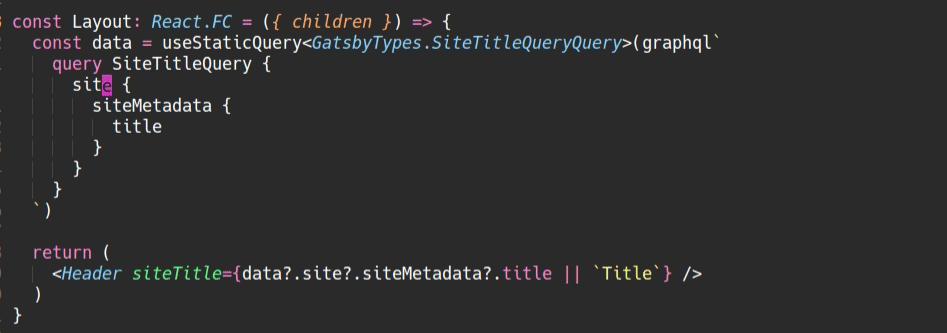 const Layout: React.FC = ({ children }) => {
  const data = useStaticQuery<GatsbyTypes.SiteTitleQueryQuery>(graphql`
    query SiteTitleQuery {
      site {
        siteMetadata {
          title
        }
      }
    }
  `)

  return (
    <Header siteTitle={data?.site?.siteMetadata?.title || `Title`} />
  )
}